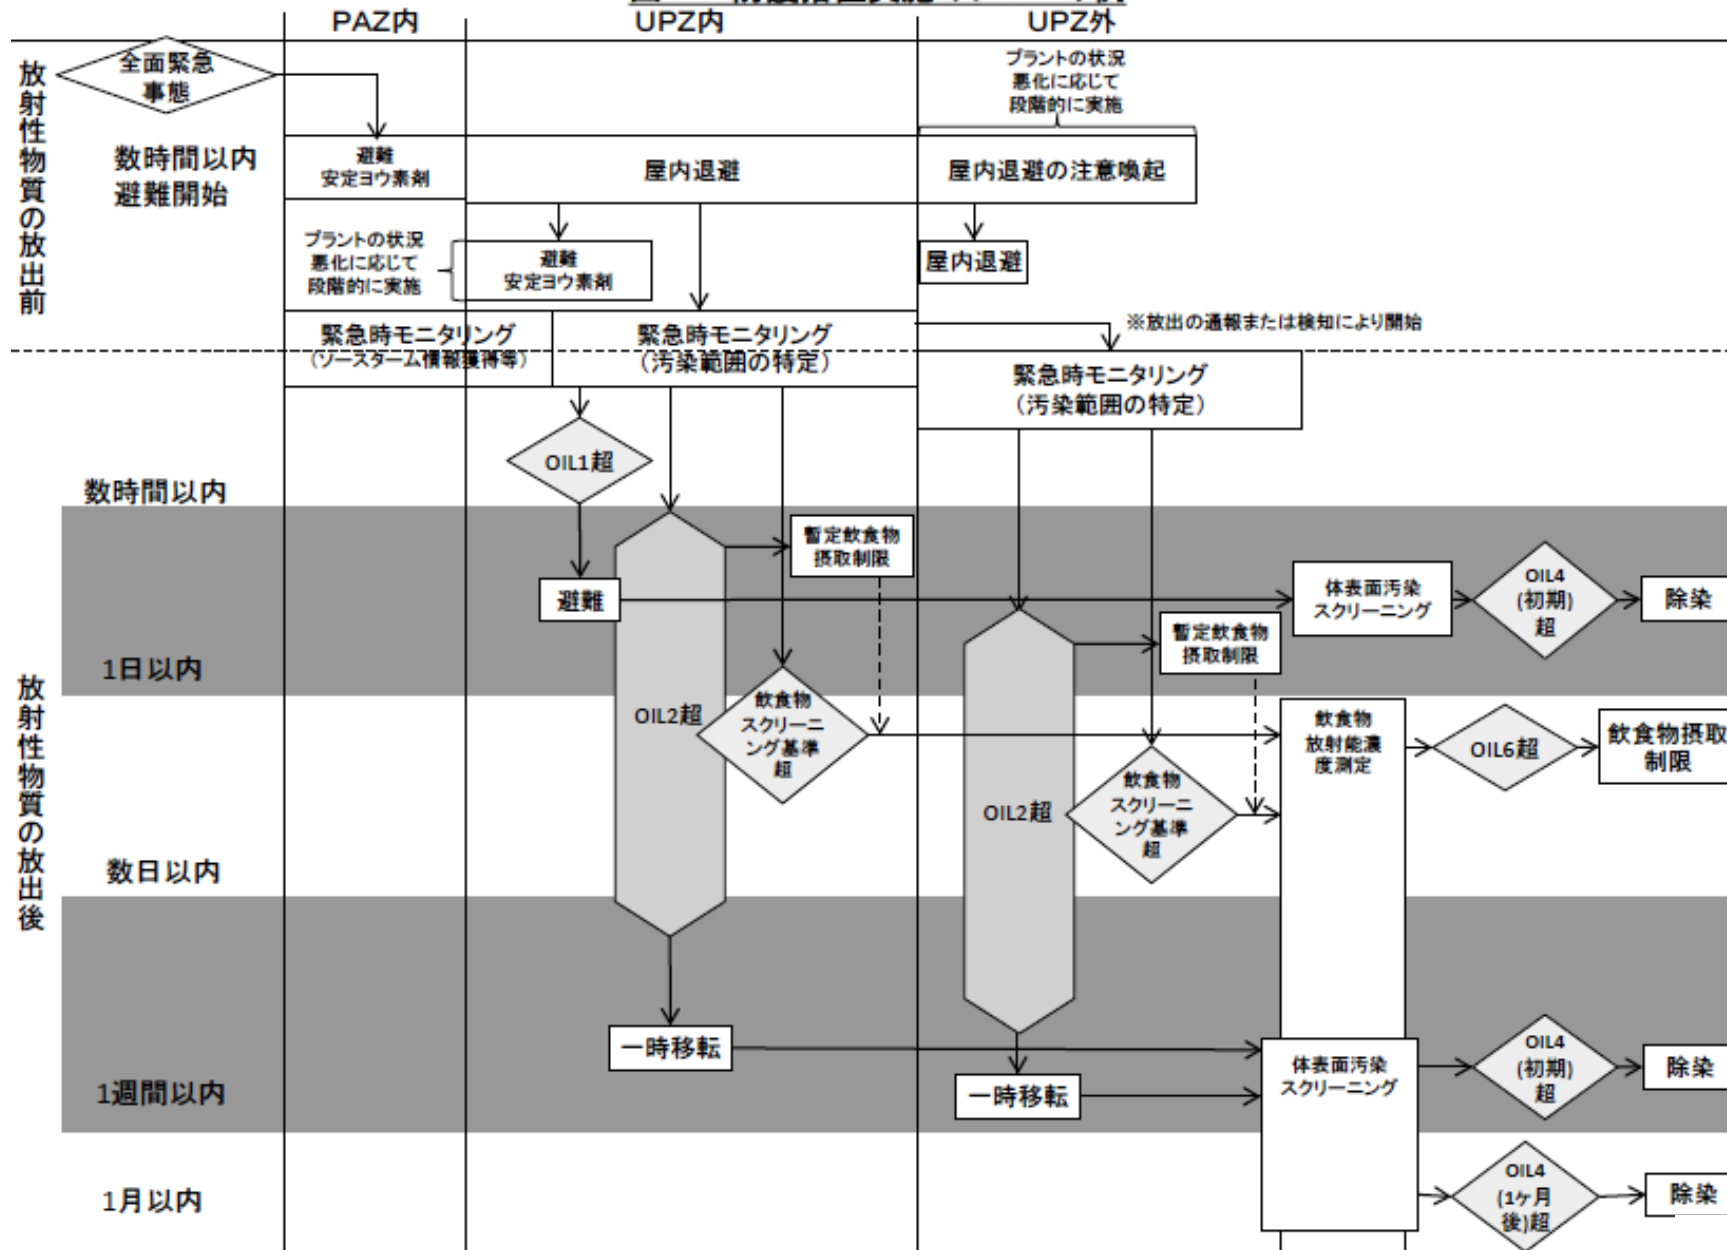 PAZ内
UPZ内
UPZ外
放射性物質の放出前
全面緊急
事態
プラントの状況
悪化に応じて
段階的に実施
数時間以内
避難開始
避難
安定ヨウ素剤
屋内退避
屋内退避の注意喚起
プラントの状況
悪化に応じて
段階的に実施
避難
安定ヨウ素剤
屋内退避
緊急時モニタリング
（ソースターム情報獲得等）
緊急時モニタリング
（汚染範囲の特定）
※放出の通報または検知により開始
緊急時モニタリング
（汚染範囲の特定）
放射性物質の放出後
OIL1超
数時間以内
暫定飲食物
摂取制限
避難
体表面汚染
スクリーニング
OIL4
(初期)
超
除染
暫定飲食物
摂取制限
1日以内
OIL2超
飲食物
スクリーニ
ング基準
超
飲食物
放射能濃
度測定
OIL6超
飲食物摂取
制限
OIL2超
飲食物
スクリーニ
ング基準
超
数日以内
一時移転
体表面汚染
スクリーニング
OIL4
(初期)
超
除染
1週間以内
一時移転
1月以内
OIL4
(1ヶ月
後)超
除染